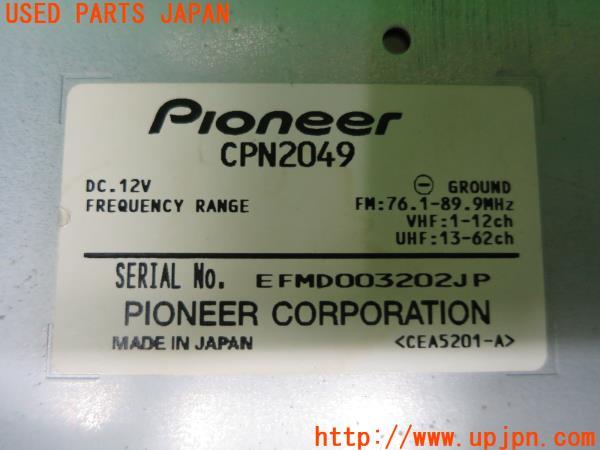 USED PARTS JAPAN
Pioneer
CPN2049
DC.12V
⊖ GROUND
FREQUENCY RANGE
FM:76.1-89.9MHz
VHF:1-12ch
UHF:13-62ch
SERIAL No. EFMD003202JP
PIONEER CORPORATION
MADE IN JAPAN
<CEA5201-A>
UPJ
http://www.upjpn.com